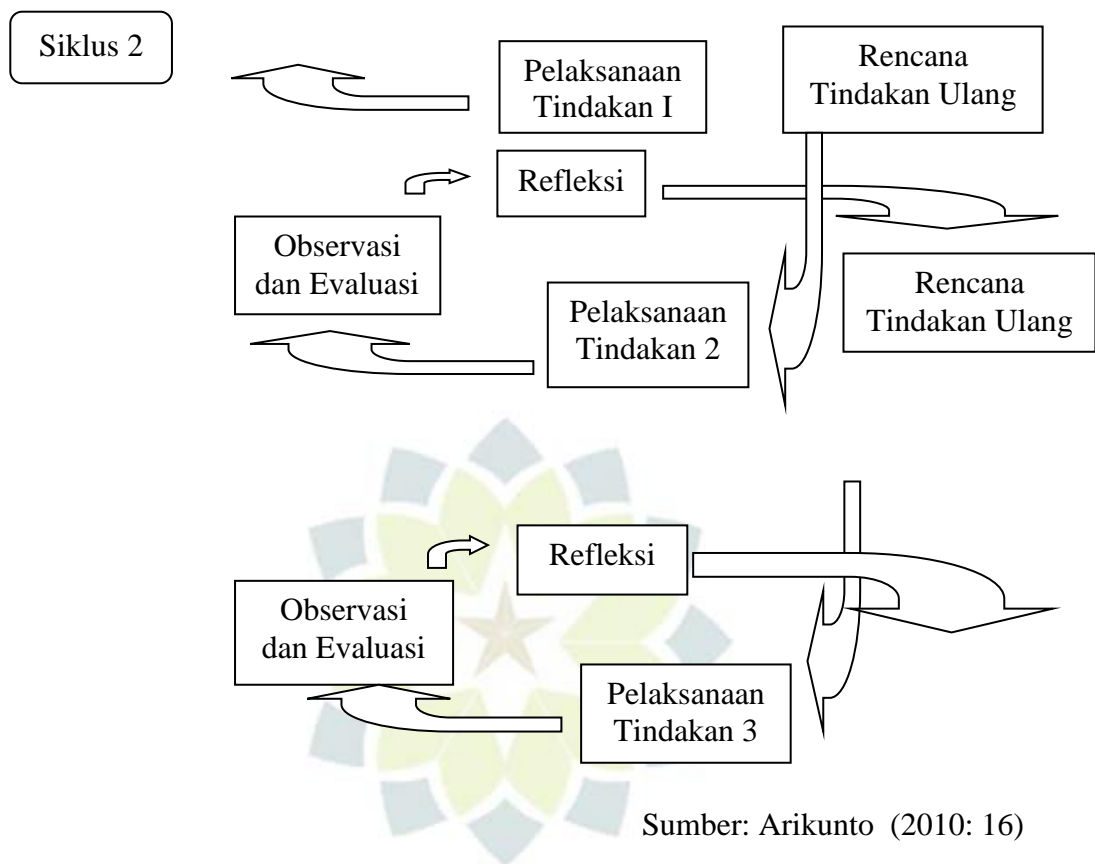 Siklus 2
Pelaksanaan
Tindakan I
Rencana
Tindakan Ulang
Refleksi
Observasi
dan Evaluasi
Rencana
Tindakan Ulang
Pelaksanaan
Tindakan 2
Refleksi
Observasi
dan Evaluasi
Pelaksanaan
Tindakan 3
Sumber: Arikunto (2010: 16)